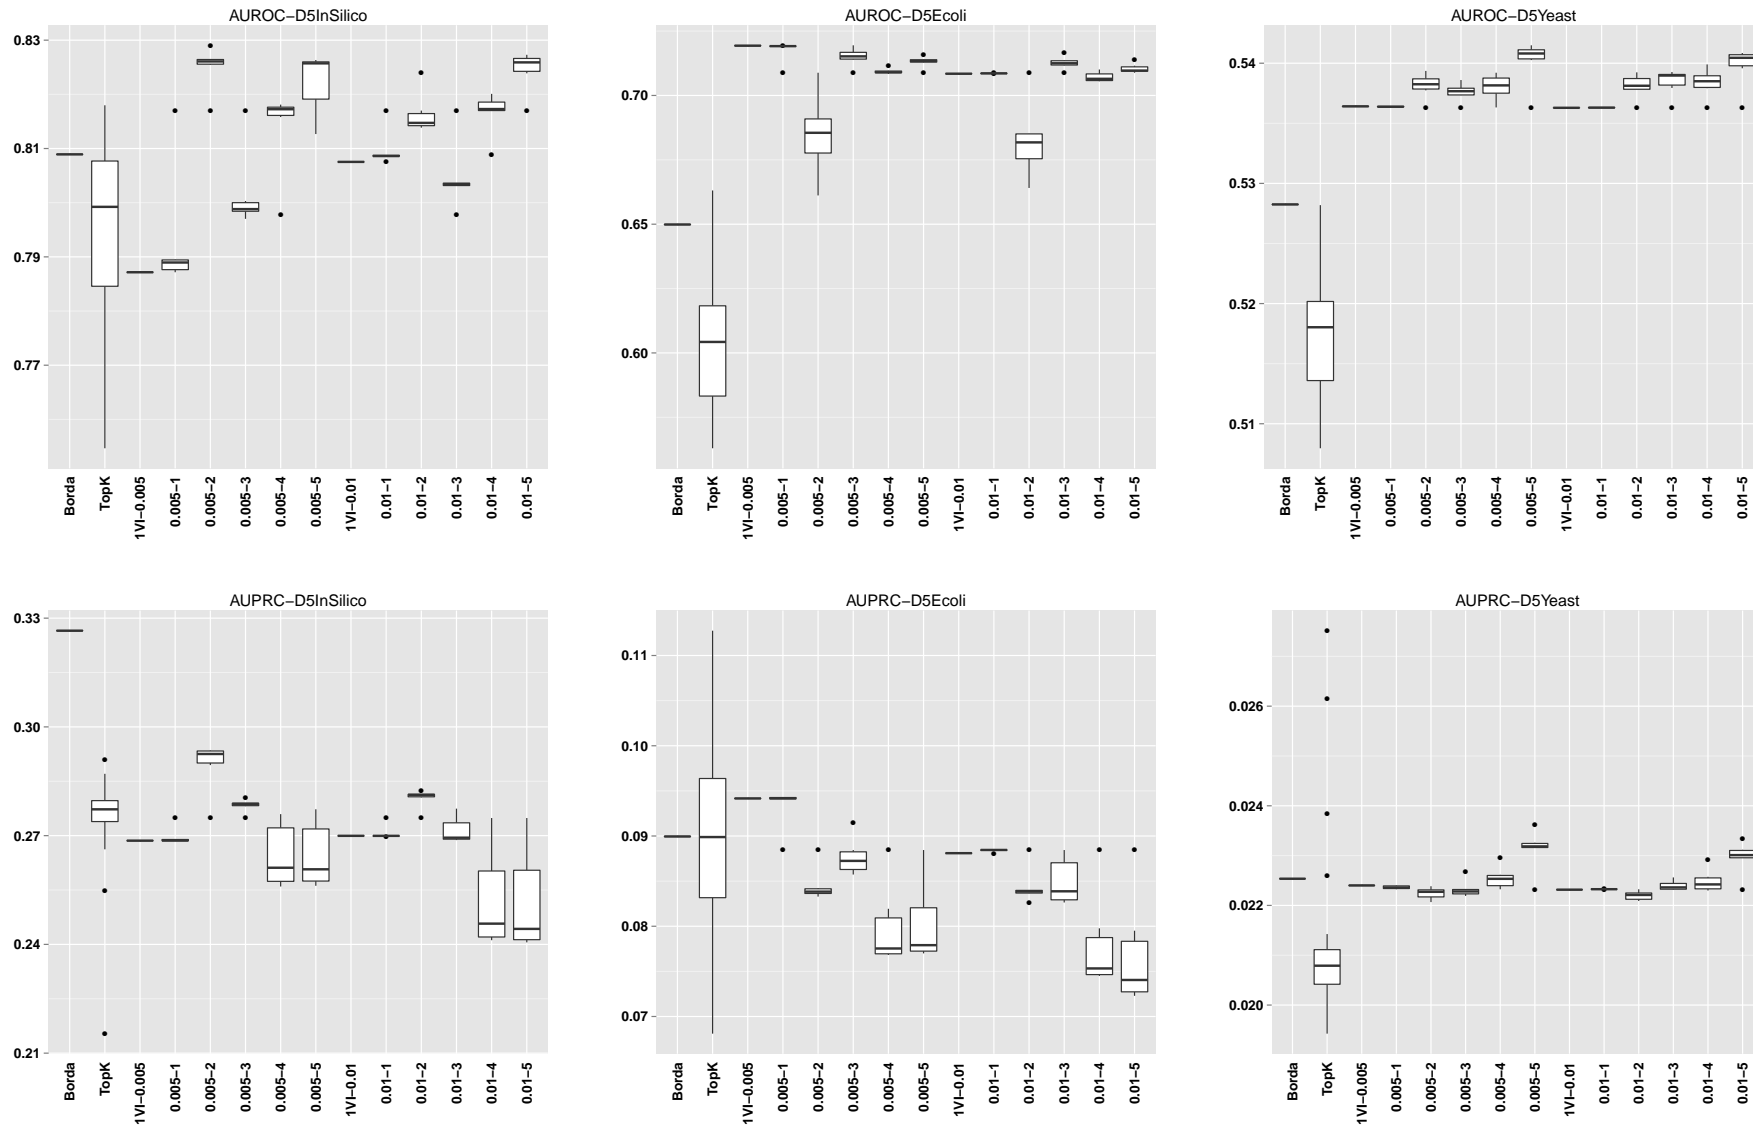 AUROC−D5InSilico
0.83
0.81
0.79
0.77
Borda
TopK
1VI−0.005
0.005−1
0.005−2
0.005−3
0.005−4
0.005−5
1VI−0.01
0.01−1
0.01−2
0.01−3
0.01−4
0.01−5
AUROC−D5Ecoli
0.70
0.65
0.60
Borda
TopK
1VI−0.005
0.005−1
0.005−2
0.005−3
0.005−4
0.005−5
1VI−0.01
0.01−1
0.01−2
0.01−3
0.01−4
0.01−5
AUROC−D5Yeast
0.54
0.53
0.52
0.51
Borda
TopK
1VI−0.005
0.005−1
0.005−2
0.005−3
0.005−4
0.005−5
1VI−0.01
0.01−1
0.01−2
0.01−3
0.01−4
0.01−5
AUPRC−D5InSilico
0.33
0.30
0.27
0.24
0.21
Borda
TopK
1VI−0.005
0.005−1
0.005−2
0.005−3
0.005−4
0.005−5
1VI−0.01
0.01−1
0.01−2
0.01−3
0.01−4
0.01−5
AUPRC−D5Ecoli
0.11
0.10
0.09
0.08
0.07
Borda
TopK
1VI−0.005
0.005−1
0.005−2
0.005−3
0.005−4
0.005−5
1VI−0.01
0.01−1
0.01−2
0.01−3
0.01−4
0.01−5
AUPRC−D5Yeast
0.026
0.024
0.022
0.020
Borda
TopK
1VI−0.005
0.005−1
0.005−2
0.005−3
0.005−4
0.005−5
1VI−0.01
0.01−1
0.01−2
0.01−3
0.01−4
0.01−5